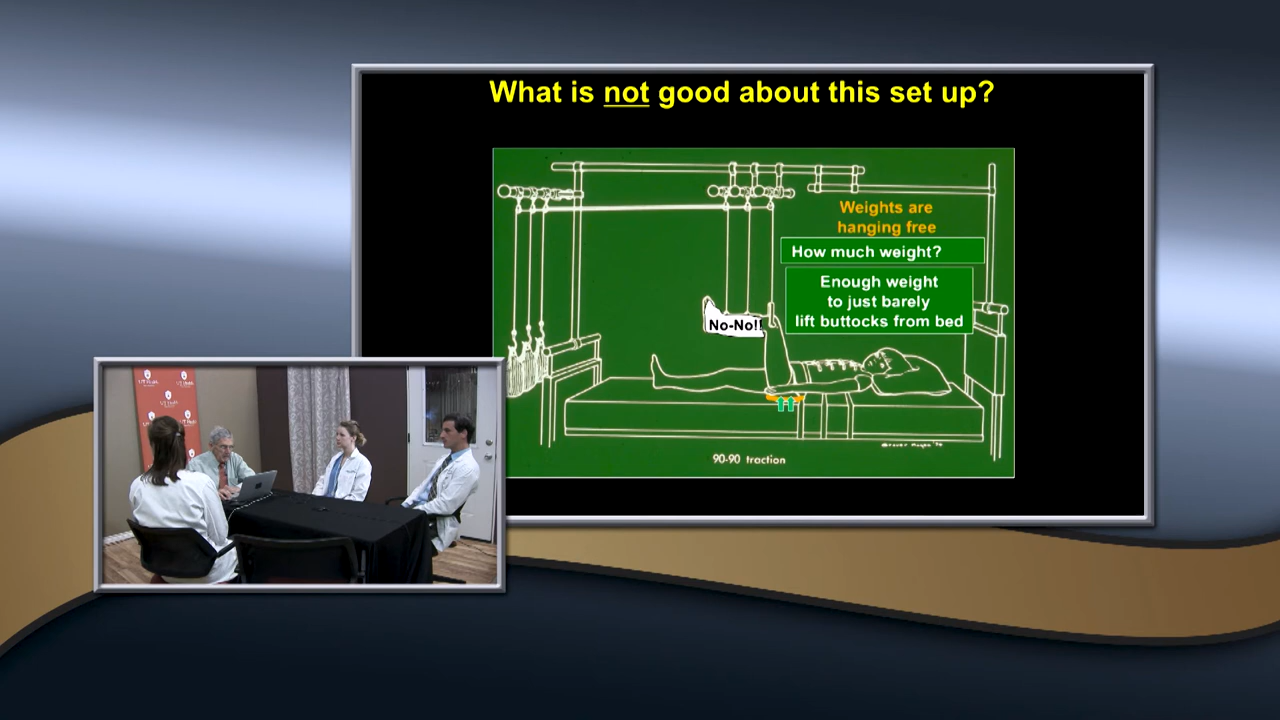 What is not good about this set up?
Weights are
hanging free
How much weight?
Enough weight
to just barely
lift buttocks from bed
No-No!!
90-90 traction